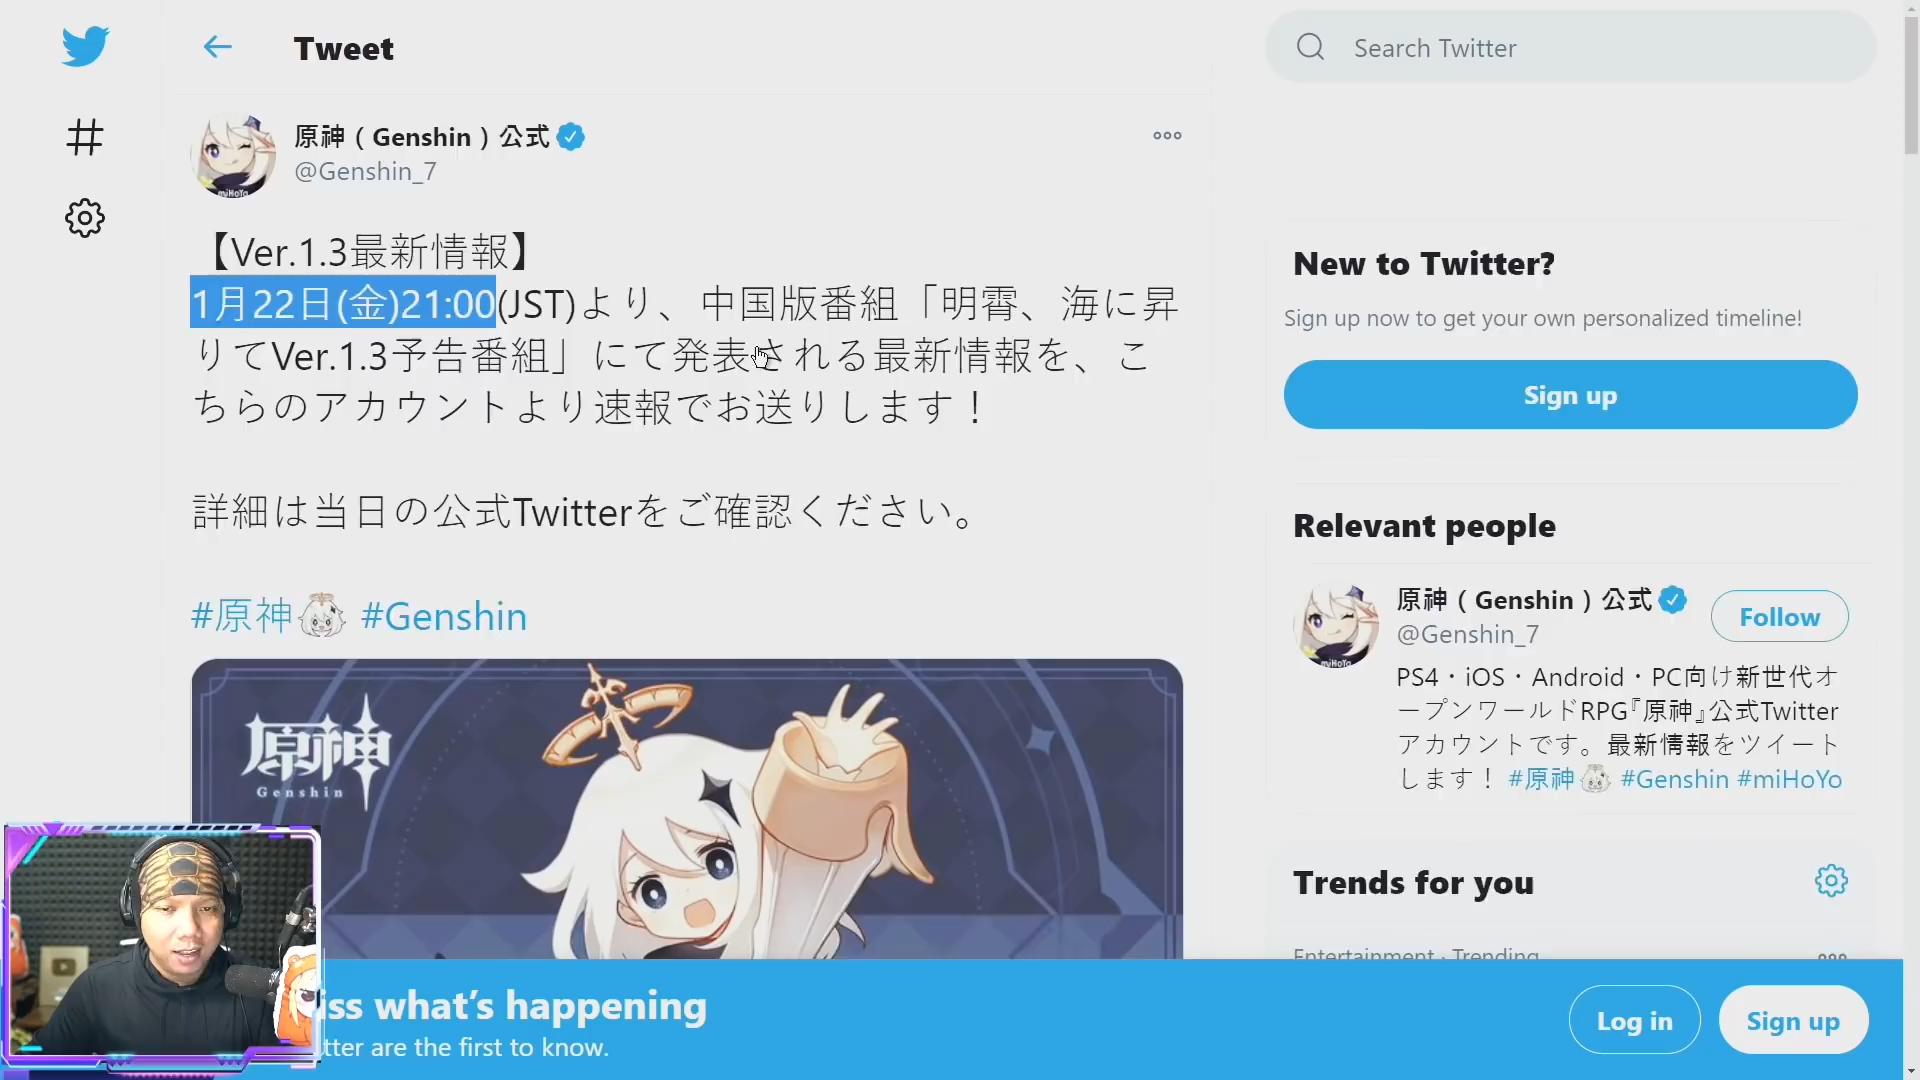 Tweet
Search Twitter
原神（Genshin）公式
@Genshin_7
miHoYo
【Ver.1.3最新情報】
1月22日(金)21:00(JST)より、中国版番組「明霄、海に昇
りてVer.1.3予告番組」にて発表される最新情報を、こ
ちらのアカウントより速報でお送りします！
詳細は当日の公式Twitterをご確認ください。
#原神 #Genshin
原神
Genshin
New to Twitter?
Sign up now to get your own personalized timeline!
Sign up
Relevant people
原神（Genshin）公式
@Genshin_7
miHoYo
Follow
PS4・iOS・Android・PC向け新世代オ
ープンワールドRPG『原神』公式Twitter
アカウントです。最新情報をツイート
します！ #原神 #Genshin #miHoYo
Trends for you
Entertainment · Trending
iss what's happening
tter are the first to know.
Log in
Sign up